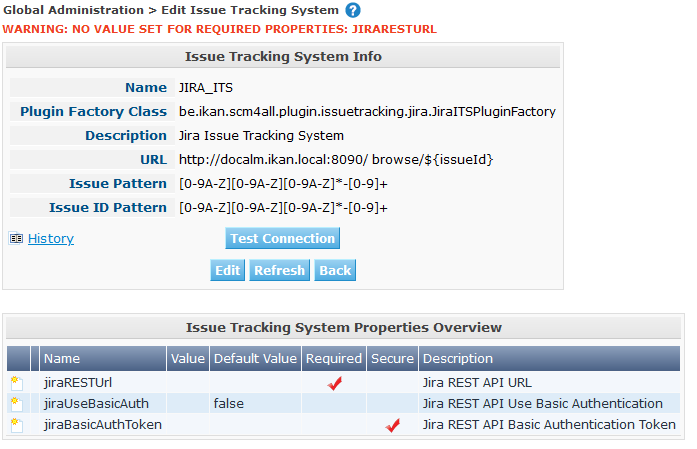 Global Administration > Edit Issue Tracking System ?
WARNING: NO VALUE SET FOR REQUIRED PROPERTIES: JIRARESTURL
Issue Tracking System Info
Name JIRA_ITS
Plugin Factory Class be.ikan.scm4all.plugin.issuetracking.jira.JiraITSPluginFactory
Description Jira Issue Tracking System
URL http://docalm.ikan.local:8090/ browse/${issueId}
Issue Pattern [0-9A-Z][0-9A-Z][0-9A-Z]*-[0-9]+
Issue ID Pattern [0-9A-Z][0-9A-Z][0-9A-Z]*-[0-9]+
History Test Connection
Edit Refresh Back
Issue Tracking System Properties Overview
Name Value Default Value Required Secure Description
jiraRESTUrl Jira REST API URL
jiraUseBasicAuth false Jira REST API Use Basic Authentication
jiraBasicAuthToken Jira REST API Basic Authentication Token